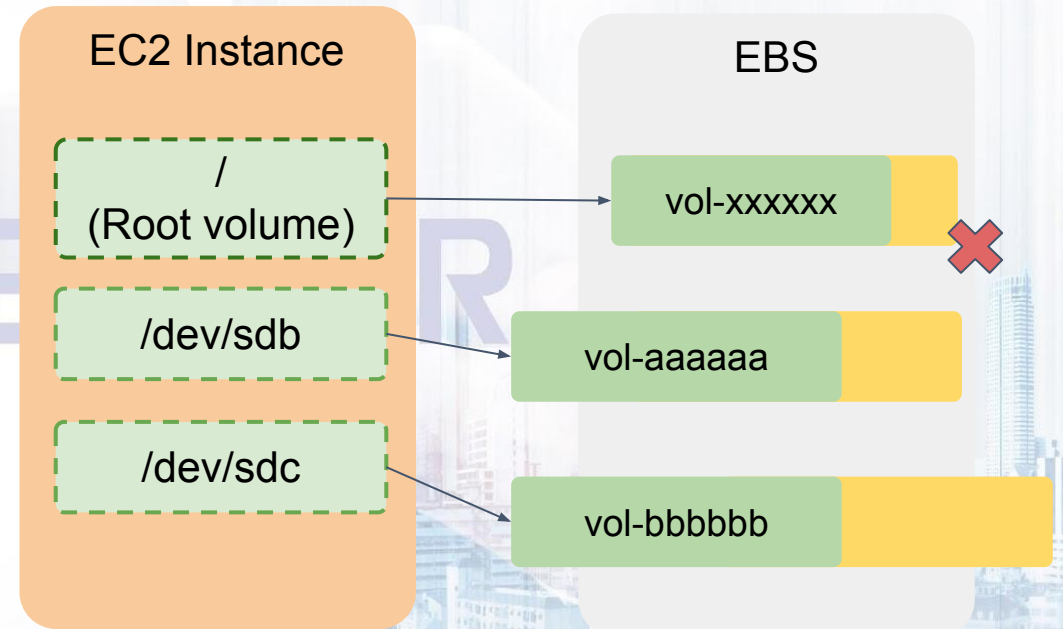 EC2 Instance
/
(Root volume)
/dev/sdb
/dev/sdc
EBS
vol-xxxxxx
vol-aaaaaa
vol-bbbbbb